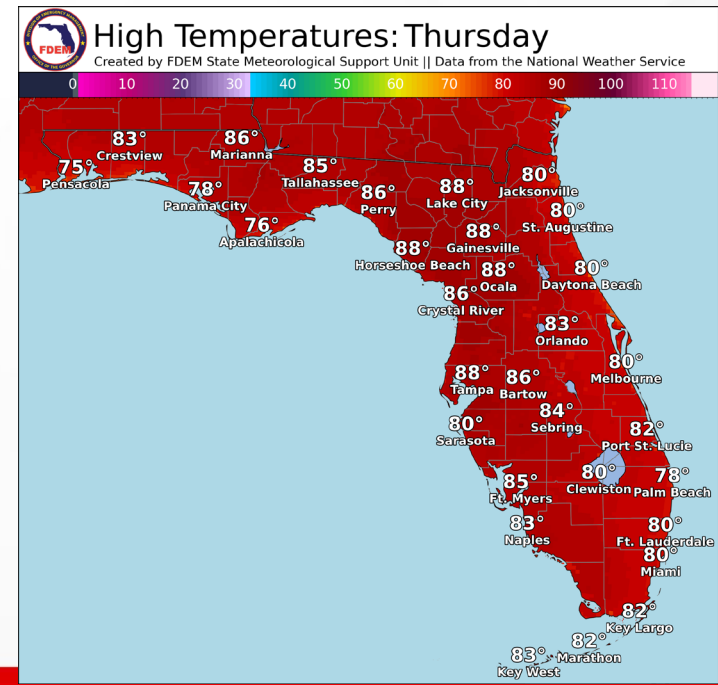 High Temperatures: Thursday
Created by FDEM State Meteorological Support Unit || Data from the National Weather Service
FDEM
0 10 20 30 40 50 60 70 80 90 100 110
83°
Crestview
86°
Marianna
75°
Pensacola
85°
Tallahassee
78°
Panama City
86°
Perry
88°
Lake City
80°
Jacksonville
76°
Apalachicola
80°
St. Augustine
88°
Gainesville
88°
Horseshoe Beach
88°
Ocala
80°
Daytona Beach
86°
Crystal River
83°
Orlando
80°
Melbourne
88°
Tampa
86°
Bartow
84°
Sebring
80°
Sarasota
82°
Port St. Lucie
85°
Ft. Myers
80°
Clewiston
78°
Palm Beach
83°
Naples
80°
Ft. Lauderdale
80°
Miami
82°
Key Largo
82°
Marathon
83°
Key West